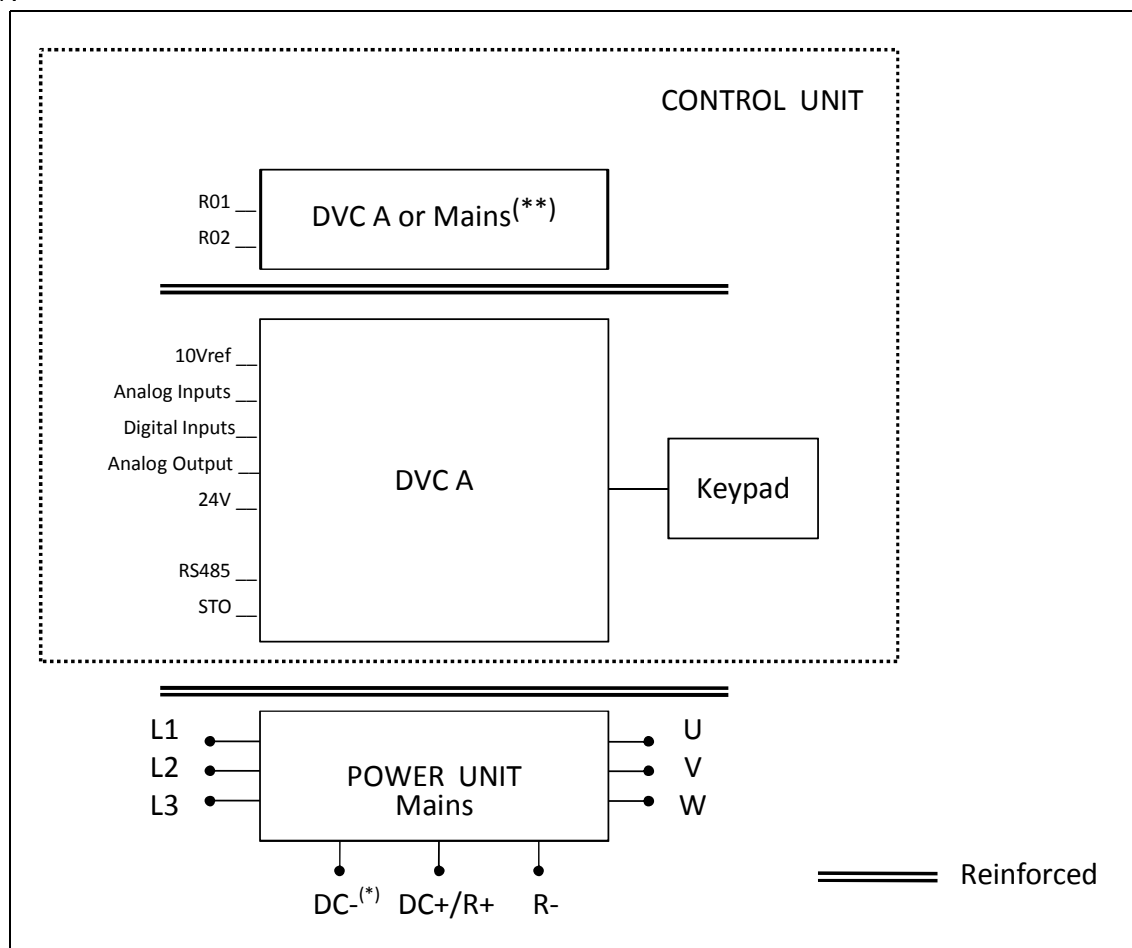 CONTROL UNIT
R01
R02
DVC A or Mains(**)
10Vref
Analog Inputs
Digital Inputs
Analog Output
24V
RS485
STO
DVC A
Keypad
L1
L2
L3
POWER UNIT
Mains
U
V
W
DC-(*)
DC+/R+
R-
Reinforced